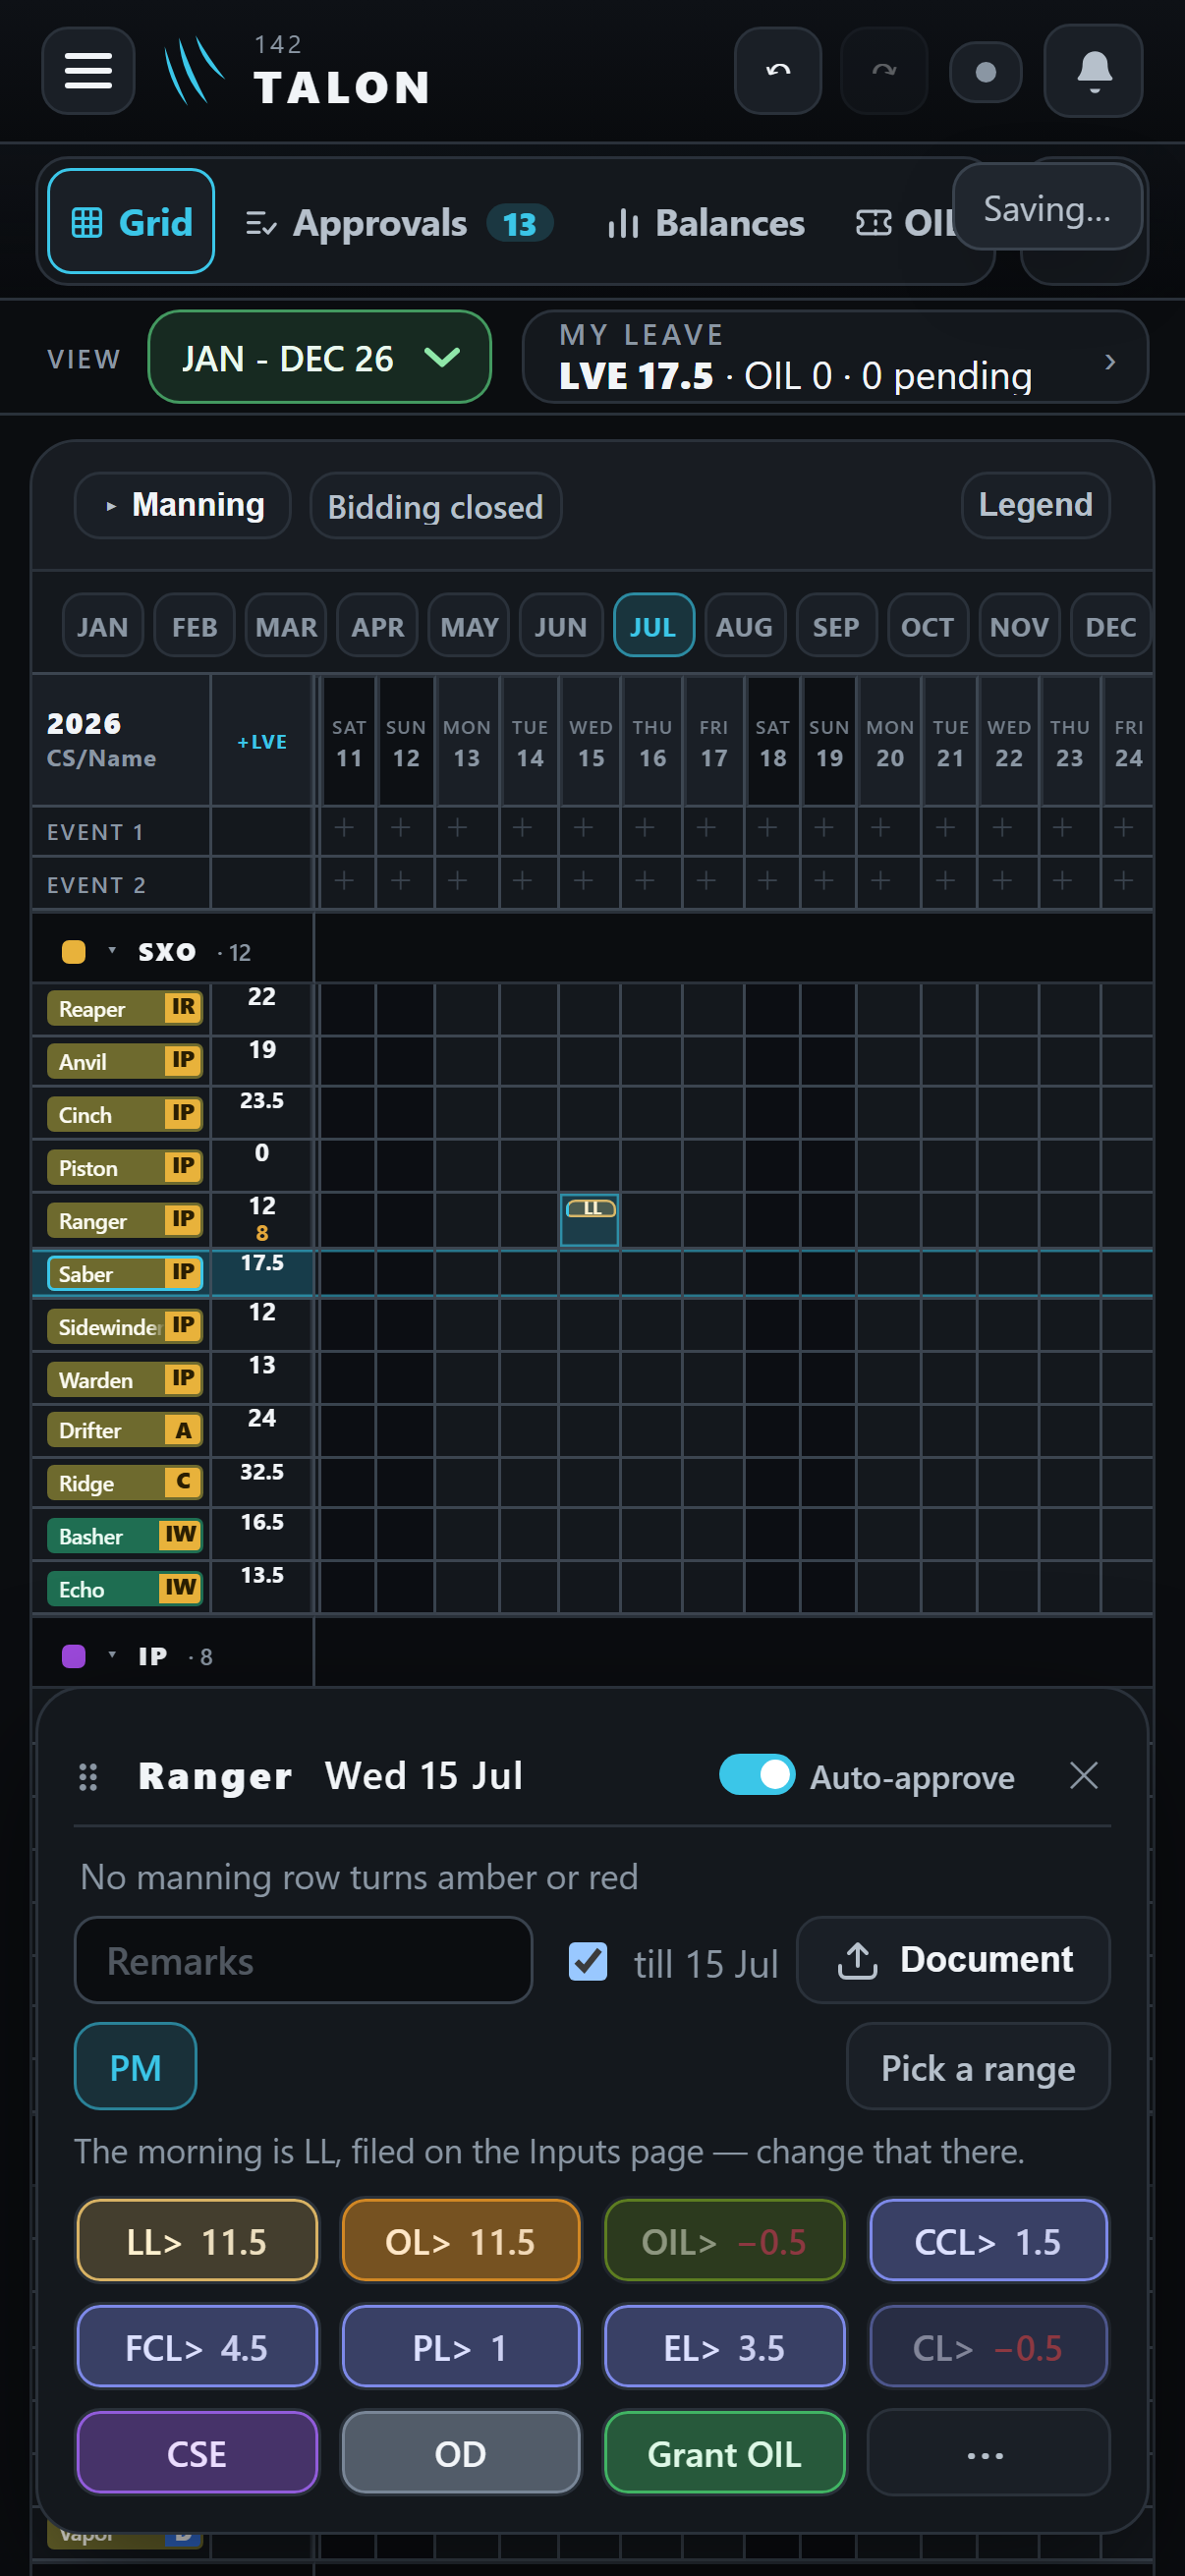 142
TALON
Grid
Approvals 13
Balances
Saving...
VIEW
JAN - DEC 26
MY LEAVE
LVE 17.5 · OIL 0 · 0 pending ›
▸ Manning
Bidding closed
Legend
JAN FEB MAR APR MAY JUN JUL AUG SEP OCT NOV DEC
2026
CS/Name
+LVE
SAT 11
SUN 12
MON 13
TUE 14
WED 15
THU 16
FRI 17
SAT 18
SUN 19
MON 20
TUE 21
WED 22
THU 23
FRI 24
EVENT 1 + + + + + + + + + + + + + +
EVENT 2 + + + + + + + + + + + + + +
▾ SXO · 12
Reaper IR 22
Anvil IP 19
Cinch IP 23.5
Piston IP 0
Ranger IP 12
8
LL
Saber IP 17.5
Sidewinder IP 12
Warden IP 13
Drifter A 24
Ridge C 32.5
Basher IW 16.5
Echo IW 13.5
▾ IP · 8
Ranger Wed 15 Jul
Auto-approve
No manning row turns amber or red
Remarks
till 15 Jul
Document
PM
Pick a range
The morning is LL, filed on the Inputs page — change that there.
LL> 11.5
OL> 11.5
OIL> −0.5
CCL> 1.5
FCL> 4.5
PL> 1
EL> 3.5
CL> −0.5
CSE
OD
Grant OIL
...